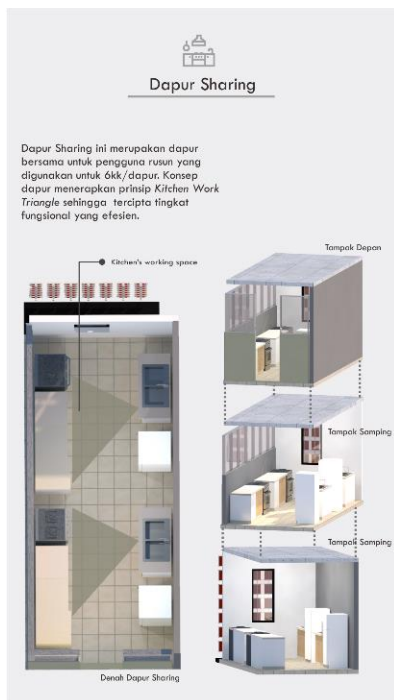 Dapur Sharing
Dapur Sharing ini merupakan dapur
bersama untuk pengguna rusun yang
digunakan untuk 6kk/dapur. Konsep
dapur menerapkan prinsip Kitchen Work
Triangle sehingga tercipta tingkat
fungsional yang efesien.
Tampak Depan
Kitchen's working space
Tampak Samping
Tampak Samping
Denah Dapur Sharing